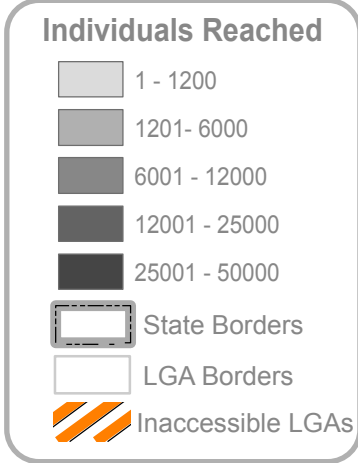 Individuals Reached
1 - 1200
1201- 6000
6001 - 12000
12001 - 25000
25001 - 50000
State Borders
LGA Borders
Inaccessible LGAs